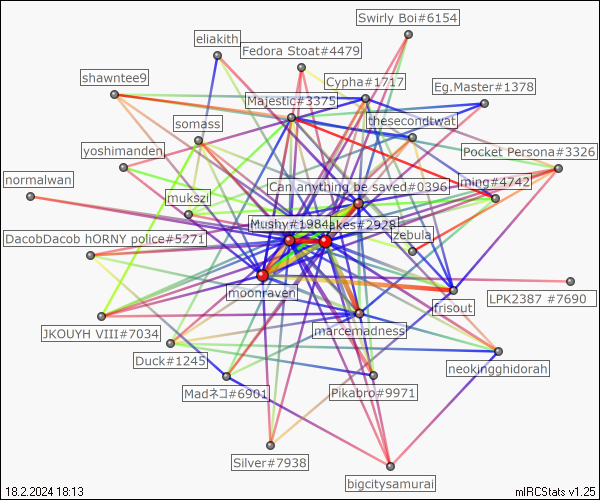 Swirly Boi#6154
eliakith
Fedora Stoat#4479
shawntee9
Cypha#1717
Eg.Master#1378
Majestic#3375
thesecondtwat
somass
yoshimanden
Pocket Persona#3326
normalwan
ming#4742
Can anything be saved#0396
mukszi
Mushy#1984
akes#2928
zebula
DacobDacob hORNY police#5271
moonraven
LPK2387 #7690
frisout
JKOUYH VIII#7034
marcemadness
Duck#1245
neokingghidorah
Madネコ#6901
Pikabro#9971
Silver#7938
bigcitysamurai
18.2.2024 18:13
mIRCStats v1.25